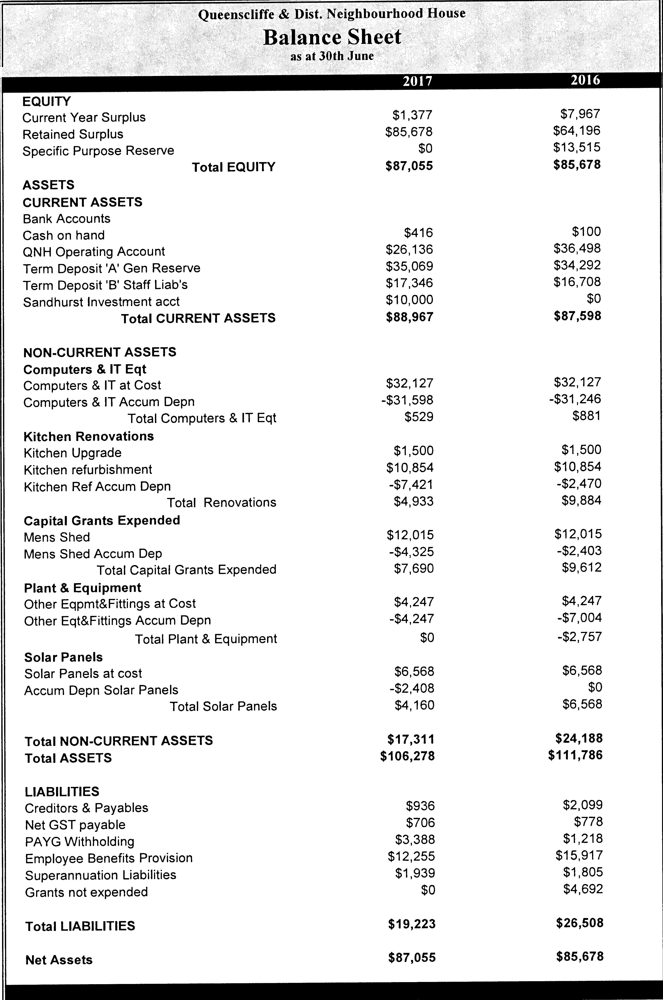 Queenscliffe & Dist. Neighbourhood House
Balance Sheet
as at 30th June
2017 2016
EQUITY
Current Year Surplus $1,377 $7,967
Retained Surplus $85,678 $64,196
Specific Purpose Reserve $0 $13,515
Total EQUITY $87,055 $85,678
ASSETS
CURRENT ASSETS
Bank Accounts
Cash on hand $416 $100
QNH Operating Account $26,136 $36,498
Term Deposit 'A' Gen Reserve $35,069 $34,292
Term Deposit 'B' Staff Liab's $17,346 $16,708
Sandhurst Investment acct $10,000 $0
Total CURRENT ASSETS $88,967 $87,598
NON-CURRENT ASSETS
Computers & IT Eqt
Computers & IT at Cost $32,127 $32,127
Computers & IT Accum Depn -$31,598 -$31,246
Total Computers & IT Eqt $529 $881
Kitchen Renovations
Kitchen Upgrade $1,500 $1,500
Kitchen refurbishment $10,854 $10,854
Kitchen Ref Accum Depn -$7,421 -$2,470
Total Renovations $4,933 $9,884
Capital Grants Expended
Mens Shed $12,015 $12,015
Mens Shed Accum Dep -$4,325 -$2,403
Total Capital Grants Expended $7,690 $9,612
Plant & Equipment
Other Eqpmt&Fittings at Cost $4,247 $4,247
Other Eqt&Fittings Accum Depn -$4,247 -$7,004
Total Plant & Equipment $0 -$2,757
Solar Panels
Solar Panels at cost $6,568 $6,568
Accum Depn Solar Panels -$2,408 $0
Total Solar Panels $4,160 $6,568
Total NON-CURRENT ASSETS $17,311 $24,188
Total ASSETS $106,278 $111,786
LIABILITIES
Creditors & Payables $936 $2,099
Net GST payable $706 $778
PAYG Withholding $3,388 $1,218
Employee Benefits Provision $12,255 $15,917
Superannuation Liabilities $1,939 $1,805
Grants not expended $0 $4,692
Total LIABILITIES $19,223 $26,508
Net Assets $87,055 $85,678